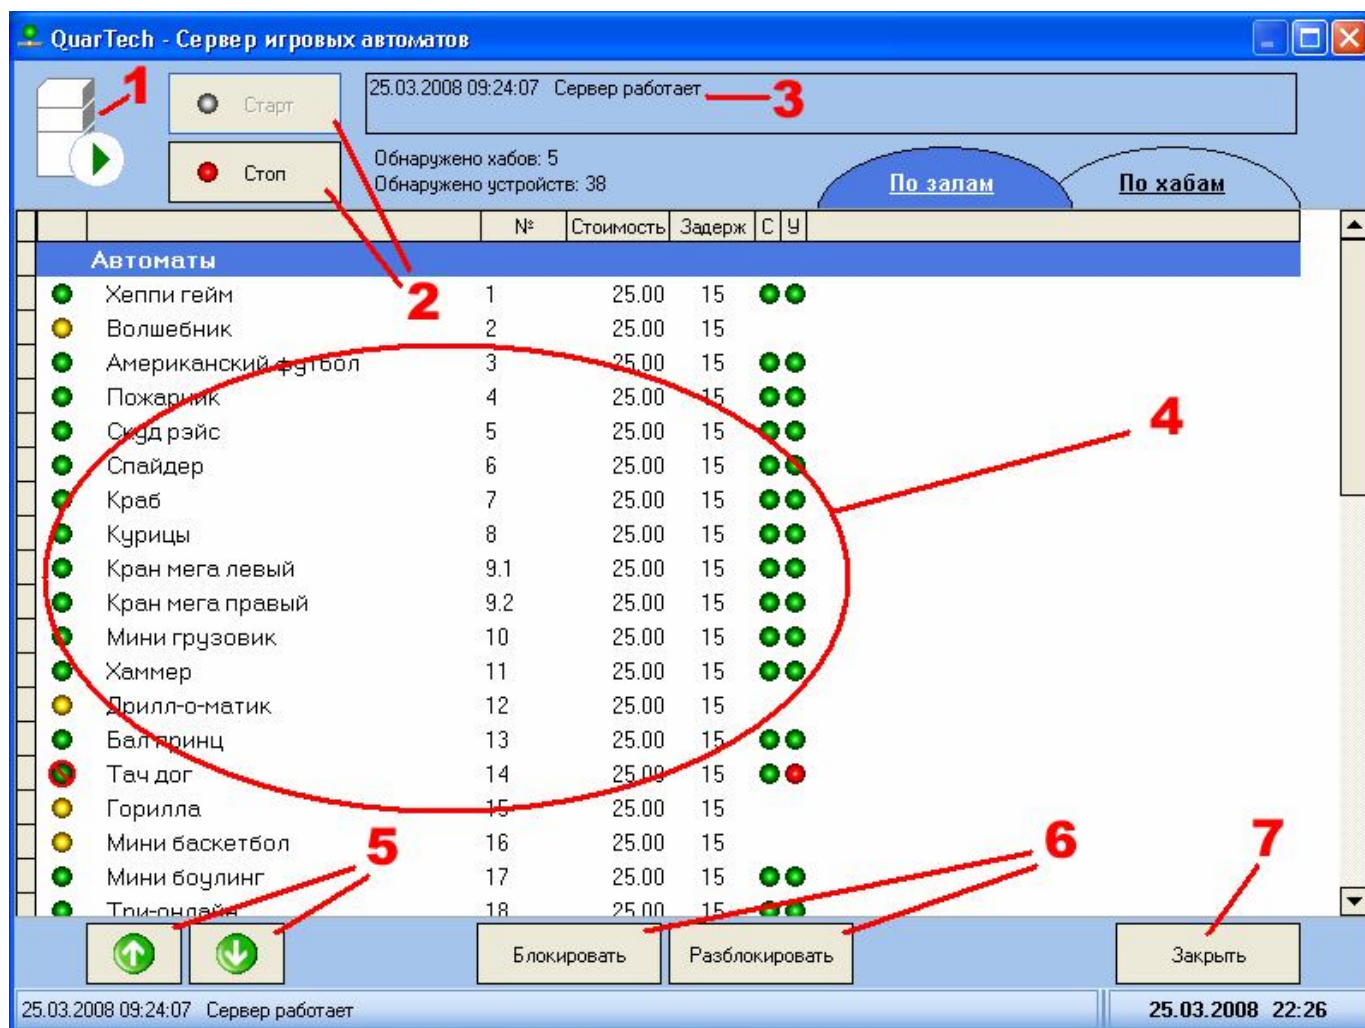 QuarTech - Сервер игровых автоматов
1
Старт
25.03.2008 09:24:07 Сервер работает
3
Стоп
Обнаружено хабов: 5
Обнаружено устройств: 38
По залам
По хабам
№ Стоимость Задерж С У
Автоматы
2
Хеппи гейм 1 25.00 15
Волшебник 2 25.00 15
Американский футбол 3 25.00 15
Пожарник 4 25.00 15
4
Скуд рэйс 5 25.00 15
Спайдер 6 25.00 15
Краб 7 25.00 15
Курицы 8 25.00 15
Кран мега левый 9.1 25.00 15
Кран мега правый 9.2 25.00 15
Мини грузовик 10 25.00 15
Хаммер 11 25.00 15
Дрилл-о-матик 12 25.00 15
Бал принц 13 25.00 15
Тач дог 14 25.09 15
Горилла 15 25.00 15
Мини баскетбол 16 25.00 15
5
6
7
Мини боулинг 17 25.00 15
Три-онлайн 18 25.00 15
Блокировать
Разблокировать
Закрыть
25.03.2008 09:24:07 Сервер работает
25.03.2008 22:26